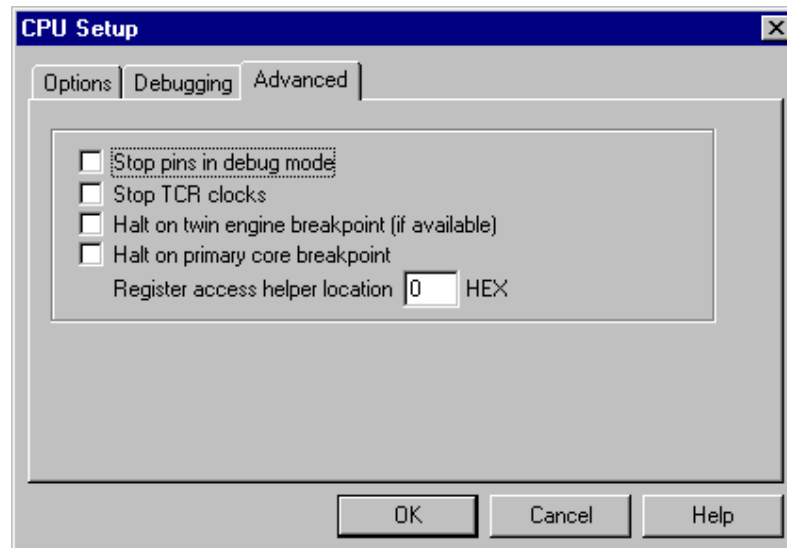 CPU Setup
Options Debugging Advanced
Stop pins in debug mode
Stop TCR clocks
Halt on twin engine breakpoint (if available)
Halt on primary core breakpoint
Register access helper location 0 HEX
OK Cancel Help